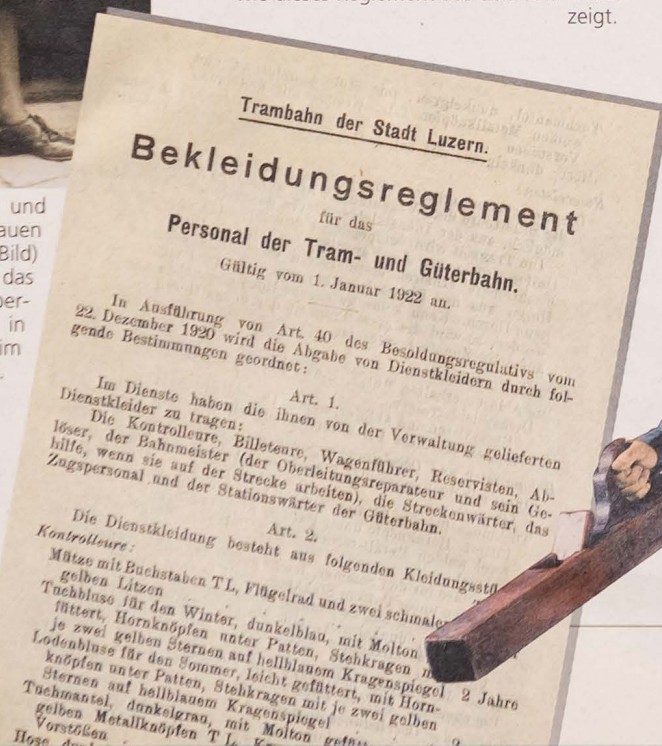 zeigt.
und
auen
Bild)
das
ber-
in
im
Trambahn der Stadt Luzern.
Bekleidungsreglement
für das
Personal der Tram- und Güterbahn.
Gültig vom 1. Januar 1922 an.
In Ausführung von Art. 40 des Besoldungsregulativs vom
22. Dezember 1920 wird die Abgabe von Dienstkleidern durch fol-
gende Bestimmungen geordnet:
Art. 1.
Im Dienste haben die ihnen von der Verwaltung gelieferten
Dienstkleider zu tragen:
Die Kontrolleure, Billeteure, Wagenführer, Reservisten, Ab-
löser, der Bahnmeister (der Oberleitungsreparateur und sein Ge-
hilfe, wenn sie auf der Strecke arbeiten), die Streckenwärter, das
Zugspersonal und der Stationswärter der Güterbahn.
Art. 2.
Die Dienstkleidung besteht aus folgenden Kleidungsstü
Kontrolleure:
Mütze mit Buchstaben TL, Flügelrad und zwei schmale
gelben Litzen
Tuchbluse für den Winter, dunkelblau, mit Molton
füttert, Hornknöpfen unter Patten, Stehkragen m
je zwei gelben Sternen auf hellblauem Kragenspiegel 2 Jahre
Lodenbluse für den Sommer, leicht gefüttert, mit Horn-
knöpfen unter Patten, Stehkragen mit je zwei gelben
Sternen auf hellblauem Kragenspiegel
Tuchmantel, dunkelgrau, mit Molton gefütt
gelben Metallknöpfen TL,
Vorstößen
Hose